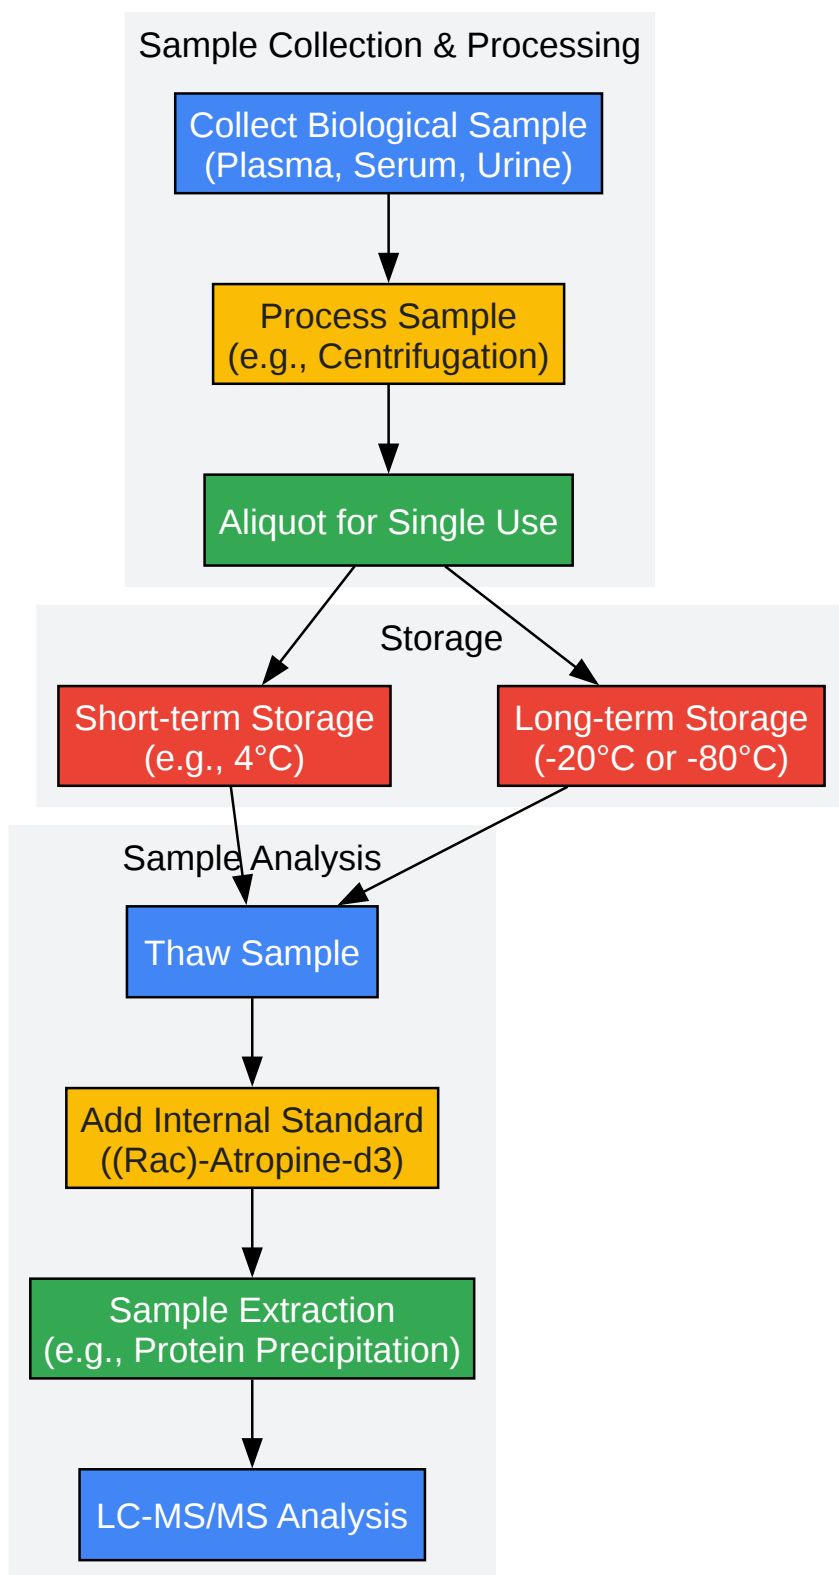 Sample Collection & Processing
Collect Biological Sample
(Plasma, Serum, Urine)
Process Sample
(e.g., Centrifugation)
Aliquot for Single Use
Storage
Short-term Storage
(e.g., 4°C)
Long-term Storage
(-20°C or -80°C)
Sample Analysis
Thaw Sample
Add Internal Standard
((Rac)-Atropine-d3)
Sample Extraction
(e.g., Protein Precipitation)
LC-MS/MS Analysis